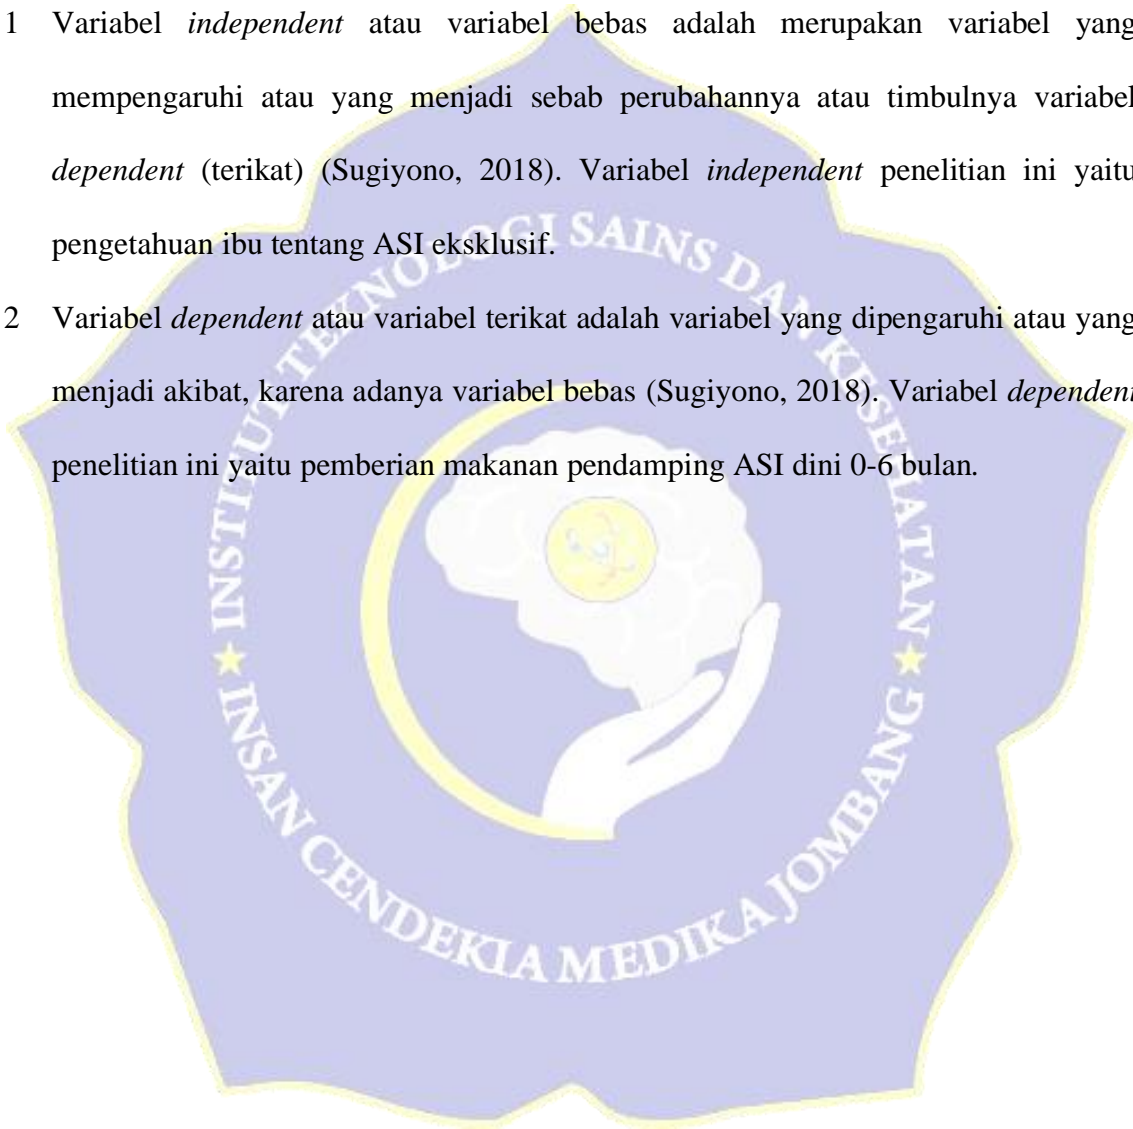 1 Variabel independent atau variabel bebas adalah merupakan variabel yang
mempengaruhi atau yang menjadi sebab perubahannya atau timbulnya variabel
dependent (terikat) (Sugiyono, 2018). Variabel independent penelitian ini yaitu
pengetahuan ibu tentang ASI eksklusif.
2 Variabel dependent atau variabel terikat adalah variabel yang dipengaruhi atau yang
menjadi akibat, karena adanya variabel bebas (Sugiyono, 2018). Variabel dependent
penelitian ini yaitu pemberian makanan pendamping ASI dini 0-6 bulan.
INSTITUT TEKNOLOGI SAINS DAN KESEHATAN
INSAN CENDEKIA MEDIKA JOMBANG